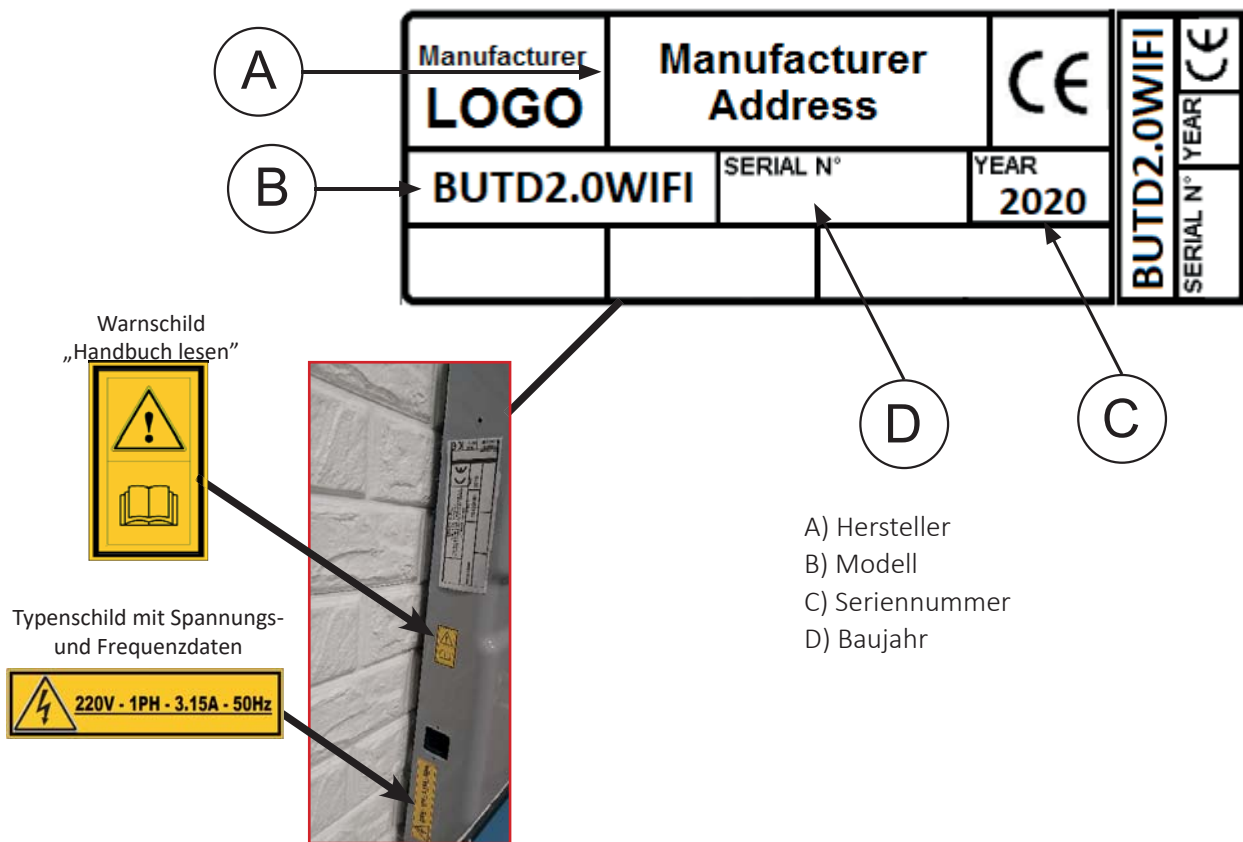 A
Manufacturer
LOGO
Manufacturer
Address
CE
B
BUTD2.0WIFI
SERIAL N°
YEAR
2020
BUTD2.0WIFI
SERIAL N°
YEAR
CE
D
C
Warnschild
„Handbuch lesen”
Typenschild mit Spannungs-
und Frequenzdaten
220V - 1PH - 3.15A - 50Hz
A) Hersteller
B) Modell
C) Seriennummer
D) Baujahr